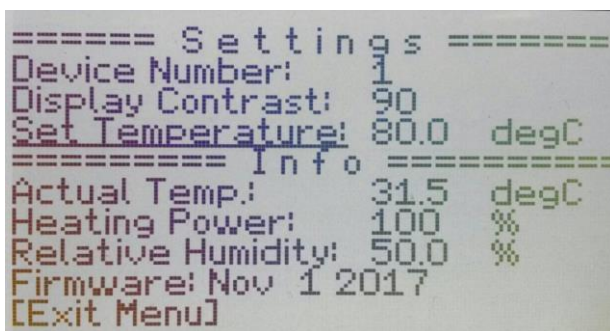 ====== Settings =======
Device Number: 1
Display Contrast: 90
Set Temperature: 80.0 degC
========= Info ==========
Actual Temp.: 31.5 degC
Heating Power: 100 %
Relative Humidity: 50.0 %
Firmware: Nov 1 2017
[Exit Menu]